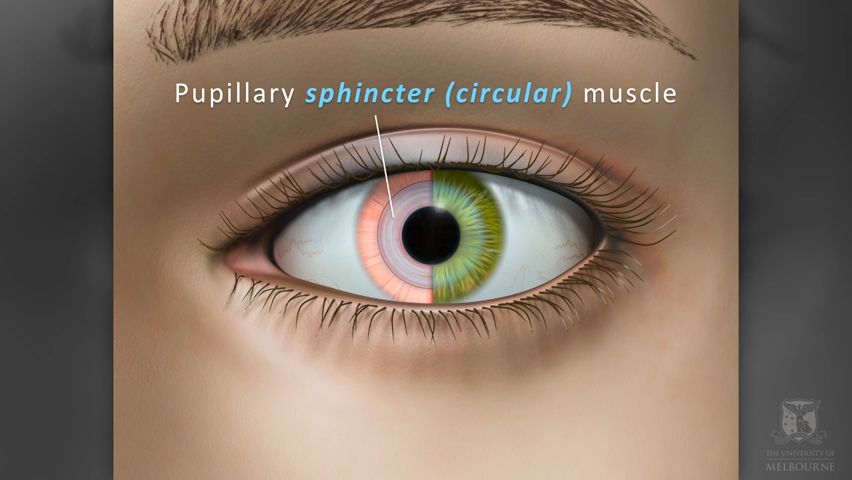 Pupillary sphincter (circular) muscle
THE UNIVERSITY OF
MELBOURNE